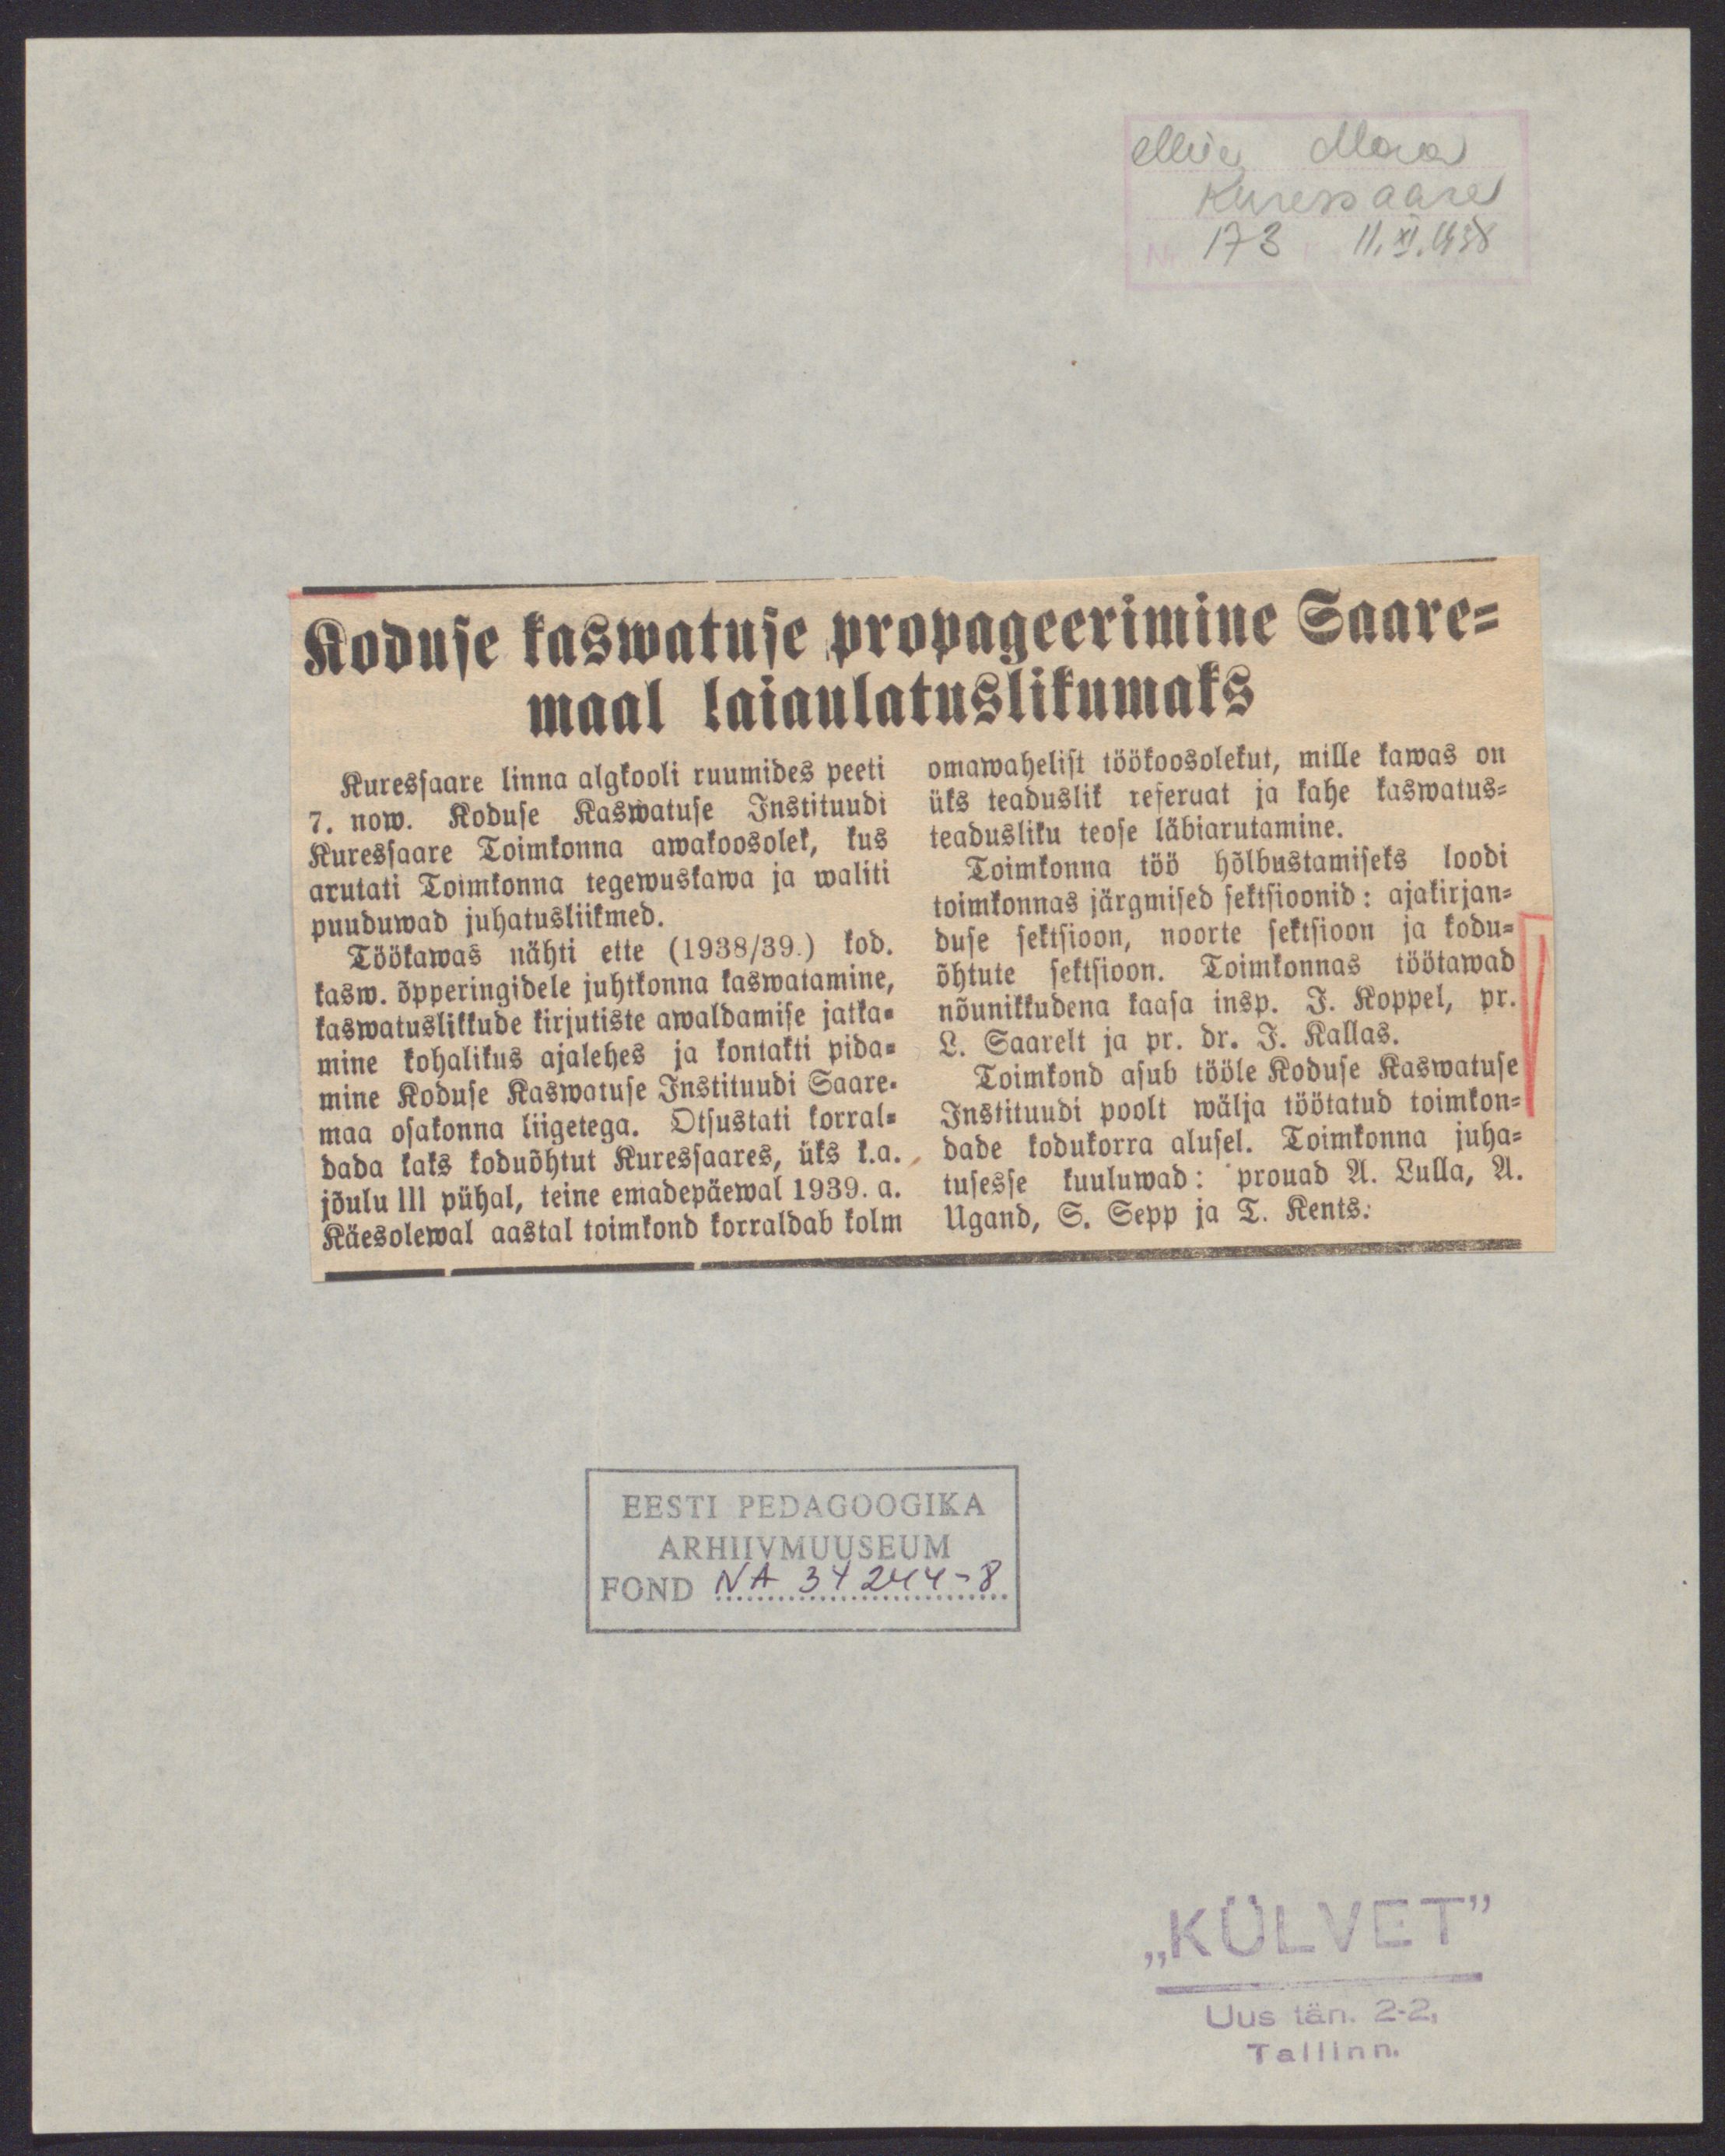 Meie Maa
Kuressaare
Nr 173 11. XI. 1938
Koduse kaswatuse propageerimine Saare-
maal laiaulatuslikumaks
Kuressaare linna algkooli ruumides peeti
7. now. Koduse Kaswatuse Instituudi
Kuressaare Toimkonna awakoosolek, kus
arutati Toimkonna tegewuskawa ja waliti
puuduwad juhatusliikmed.
Töökawas nähti ette (1938/39.) kod.
kasw. õpperingidele juhtkonna kaswatamine,
kaswatuslikkude kirjutiste awaldamise jatka-
mine kohalikus ajalehes ja kontakti pida-
mine Koduse Kaswatuse Instituudi Saare-
maa osakonna liigetega. Otsustati korral-
dada kaks koduõhtut Kuressaares, üks k.a.
jõulu III pühal, teine emadepäewal 1939. a.
Käesolewal aastal toimkond korraldab kolm
omawahelist töökoosolekut, mille kawas on
üks teaduslik referuat ja kahe kaswatus-
teadusliku teose läbiarutamine.
Toimkonna töö hõlbustamiseks loodi
toimkonnas järgmised sektsioonid: ajakirjan-
duse sektsioon, noorte sektsioon ja kodu-
õhtute sektsioon. Toimkonnas töötawad
nõunikkudena kaasa insp. J. Koppel, pr.
L. Saarelt ja pr. dr. J. Kallas.
Toimkond asub tööle Koduse Kaswatuse
Instituudi poolt wälja töötatud toimkon-
dade kodukorra alusel. Toimkonna juha-
tusesse kuuluwad: prouad A. Lulla, A.
Ugand, S. Sepp ja T. Kents.
EESTI PEDAGOOGIKA
ARHIIVMUUSEUM
FOND NA 34244-8
„KÜLVET”
Uus tän. 2-2,
Tallinn.